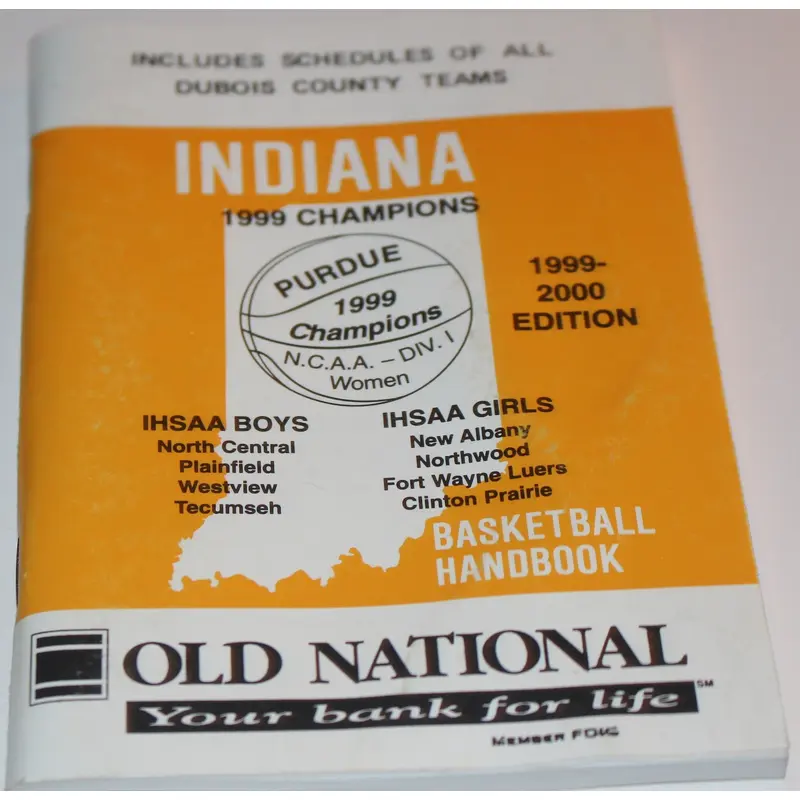 INCLUDES SCHEDULES OF ALL
DUBOIS COUNTY TEAMS
INDIANA
1999 CHAMPIONS
PURDUE
1999
Champions
N.C.A.A. – DIV. I
Women
1999-
2000
EDITION
IHSAA BOYS
North Central
Plainfield
Westview
Tecumseh
IHSAA GIRLS
New Albany
Northwood
Fort Wayne Luers
Clinton Prairie
BASKETBALL
HANDBOOK
OLD NATIONAL
Your bank for life SM
MEMBER FDIC